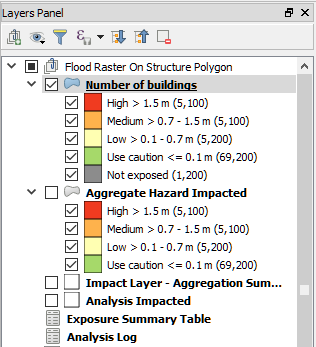 Layers Panel
Flood Raster On Structure Polygon
Number of buildings
High > 1.5 m (5,100)
Medium > 0.7 - 1.5 m (5,100)
Low > 0.1 - 0.7 m (5,200)
Use caution <= 0.1 m (69,200)
Not exposed (1,200)
Aggregate Hazard Impacted
High > 1.5 m (5,100)
Medium > 0.7 - 1.5 m (5,100)
Low > 0.1 - 0.7 m (5,200)
Use caution <= 0.1 m (69,200)
Impact Layer - Aggregation Sum...
Analysis Impacted
Exposure Summary Table
Analysis Log